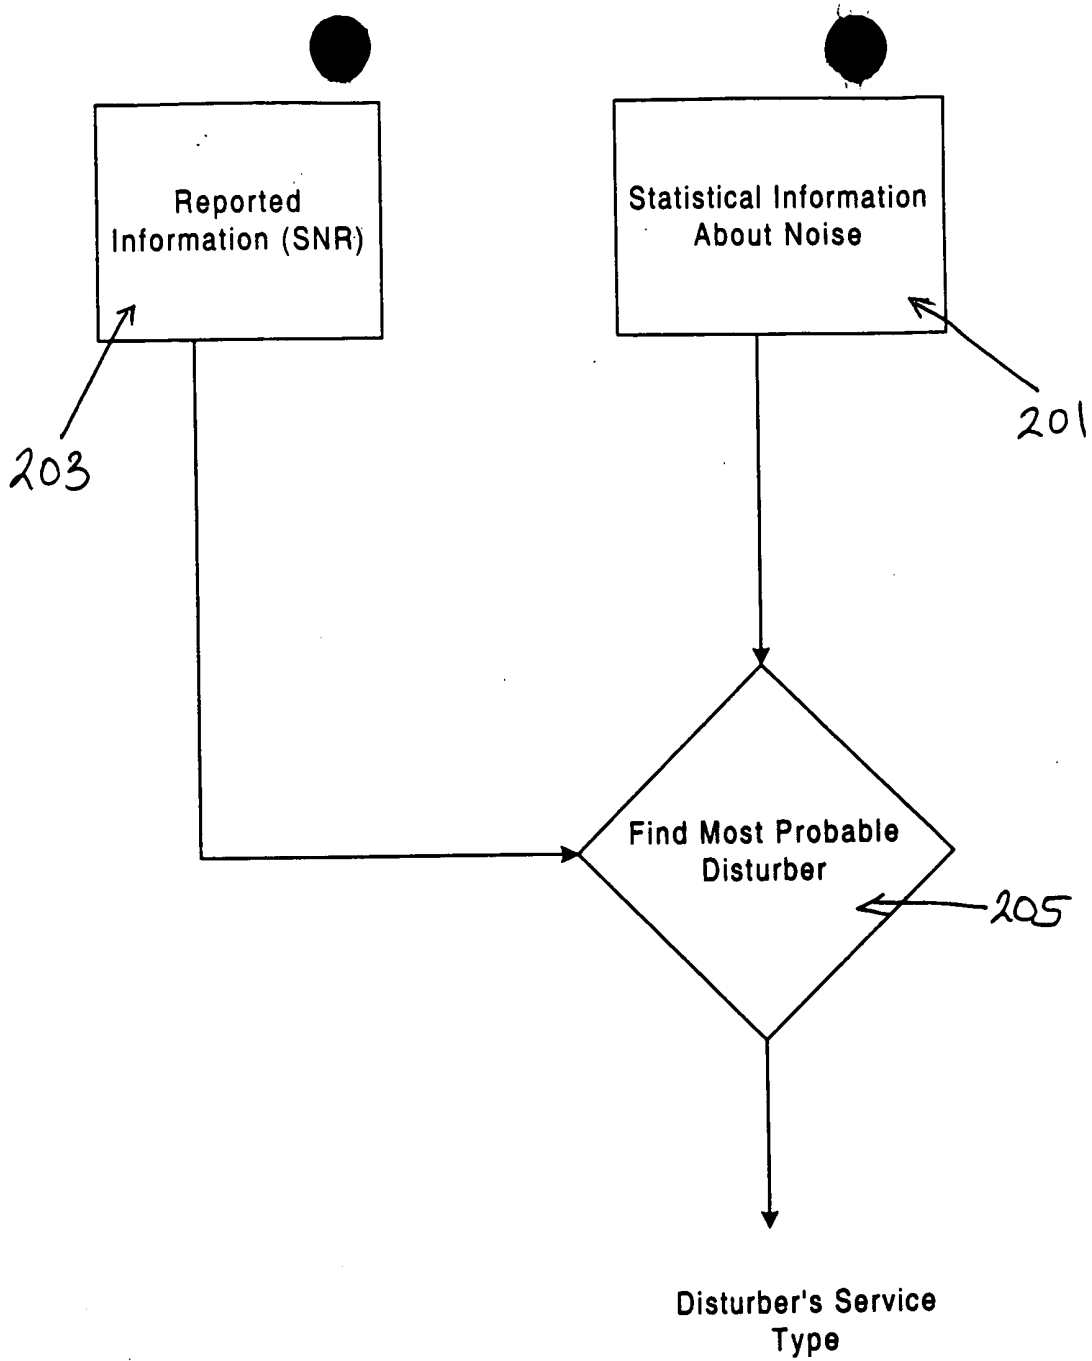 Reported
Information (SNR)
Statistical Information
About Noise
203
201
Find Most Probable
Disturber
205
Disturber's Service
Type